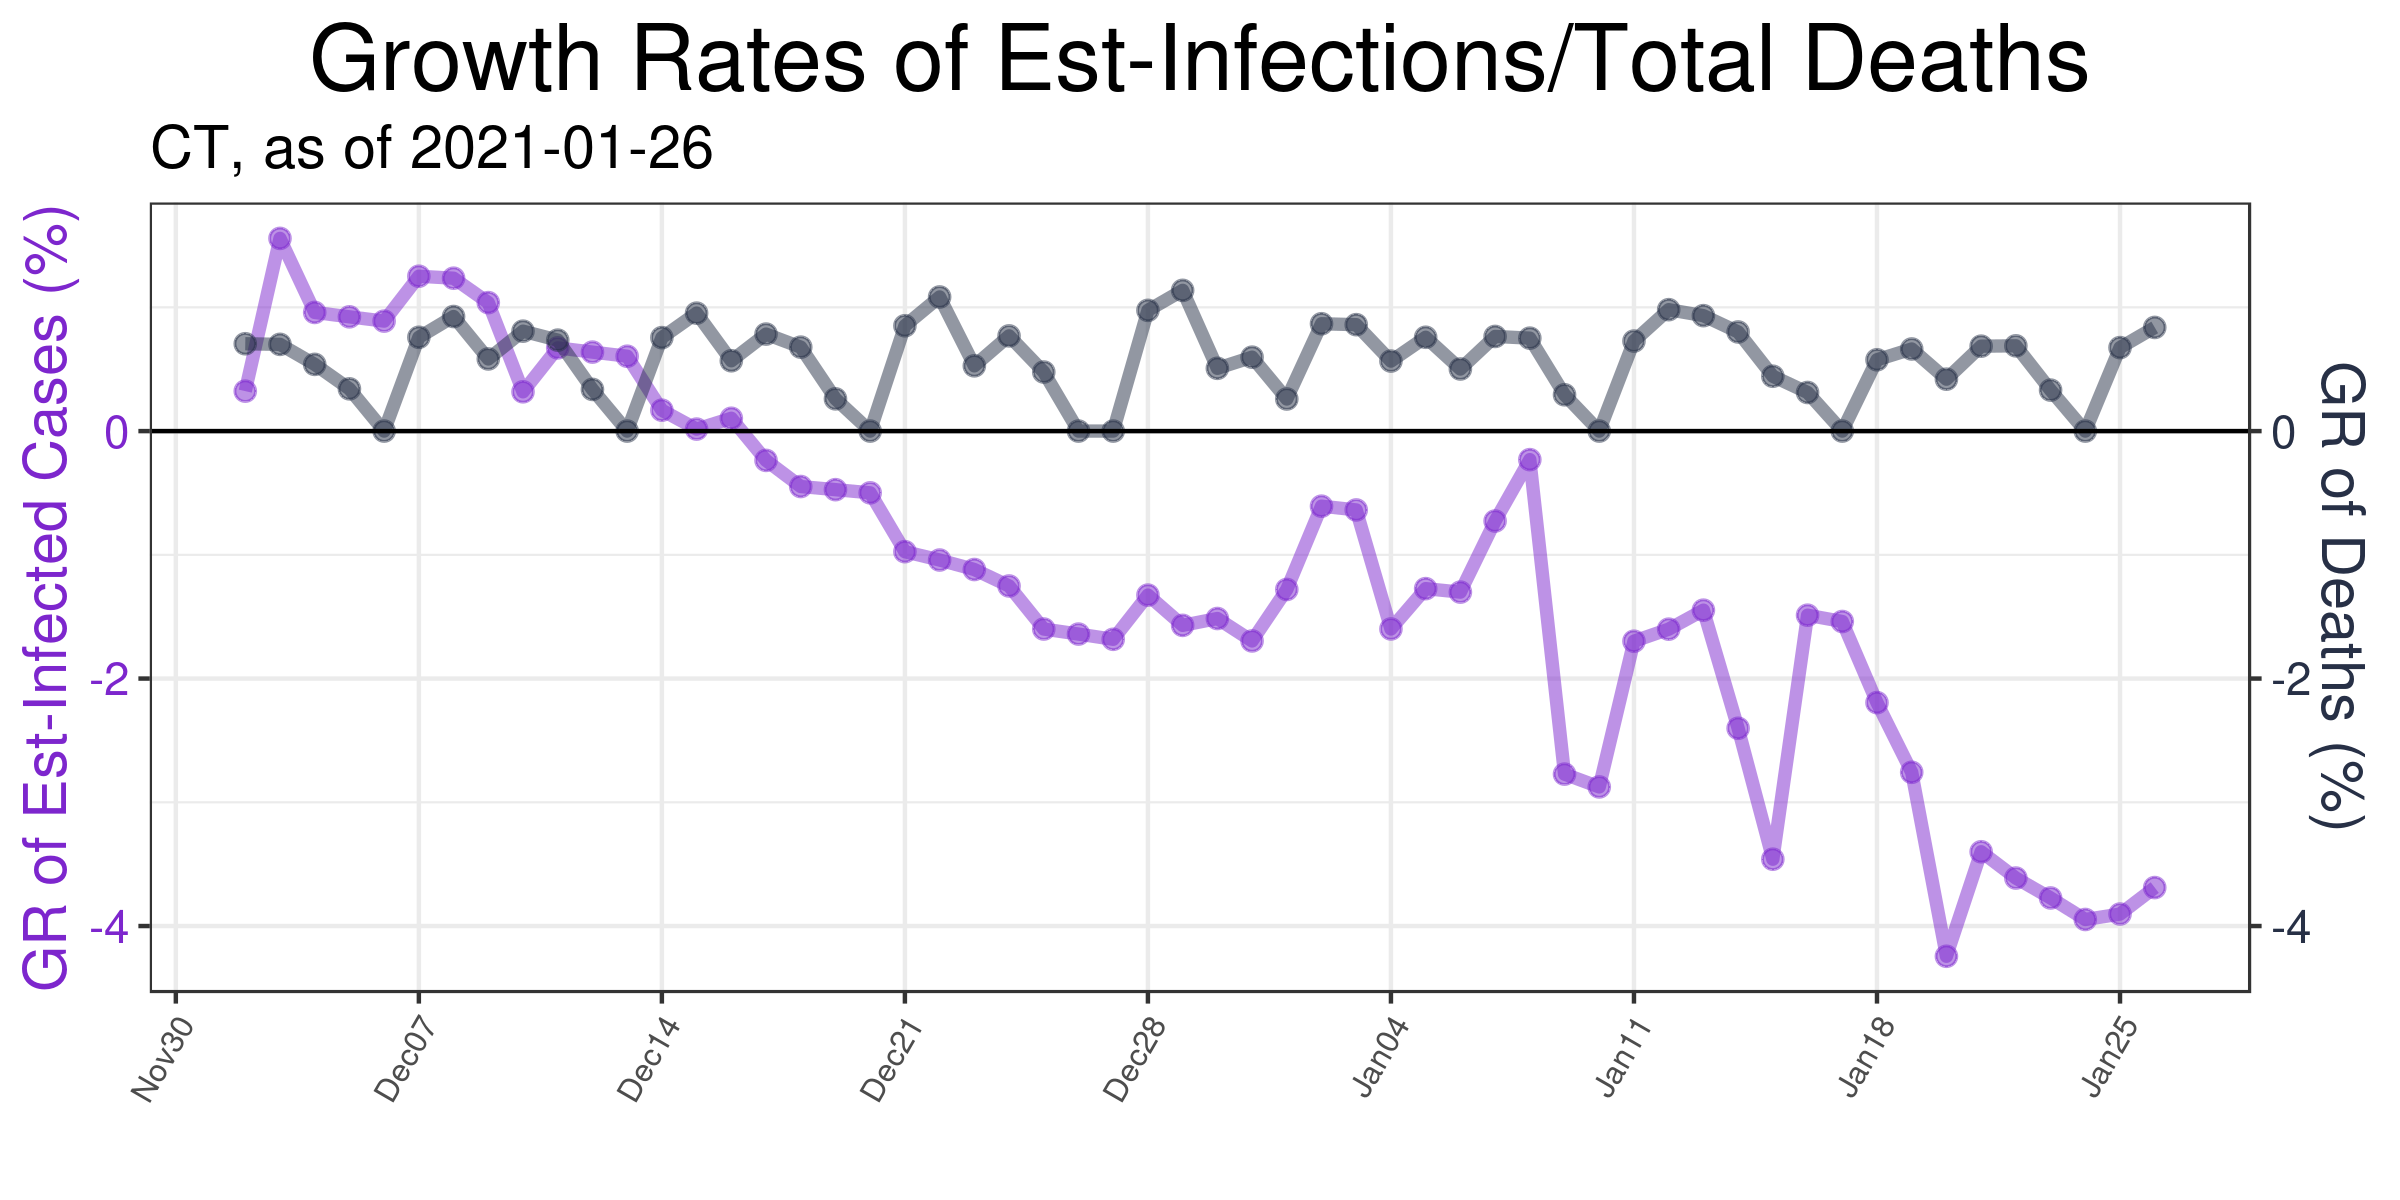 Growth Rates of Est-Infections/Total Deaths
CT, as of 2021-01-26
GR of Est-Infected Cases (%)
0
-2
-4
0
-2
-4
GR of Deaths (%)
Nov30
Dec07
Dec14
Dec21
Dec28
Jan04
Jan11
Jan18
Jan25